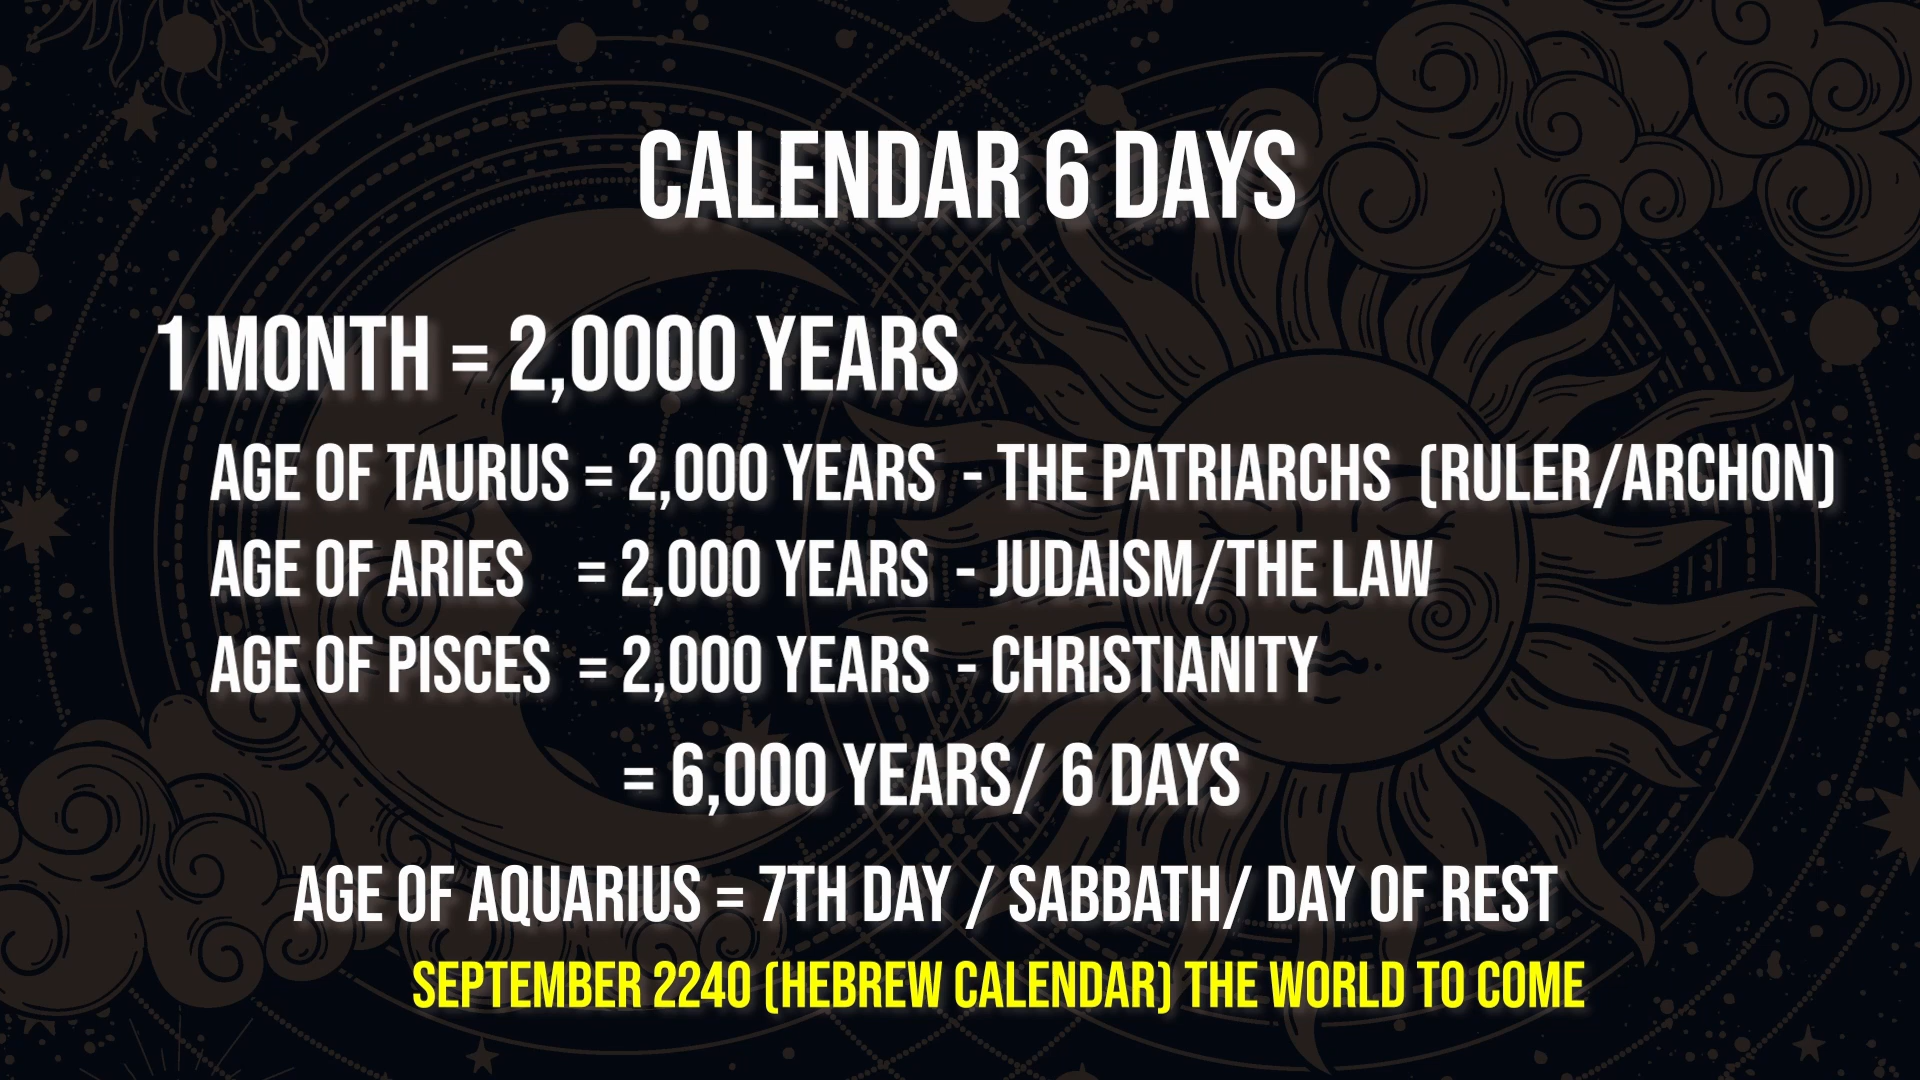 CALENDAR 6 DAYS
1 MONTH = 2,0000 YEARS
AGE OF TAURUS = 2,000 YEARS - THE PATRIARCHS (RULER/ARCHON)
AGE OF ARIES = 2,000 YEARS - JUDAISM/THE LAW
AGE OF PISCES = 2,000 YEARS - CHRISTIANITY
= 6,000 YEARS/ 6 DAYS
AGE OF AQUARIUS = 7TH DAY / SABBATH/ DAY OF REST
SEPTEMBER 2240 (HEBREW CALENDAR) THE WORLD TO COME